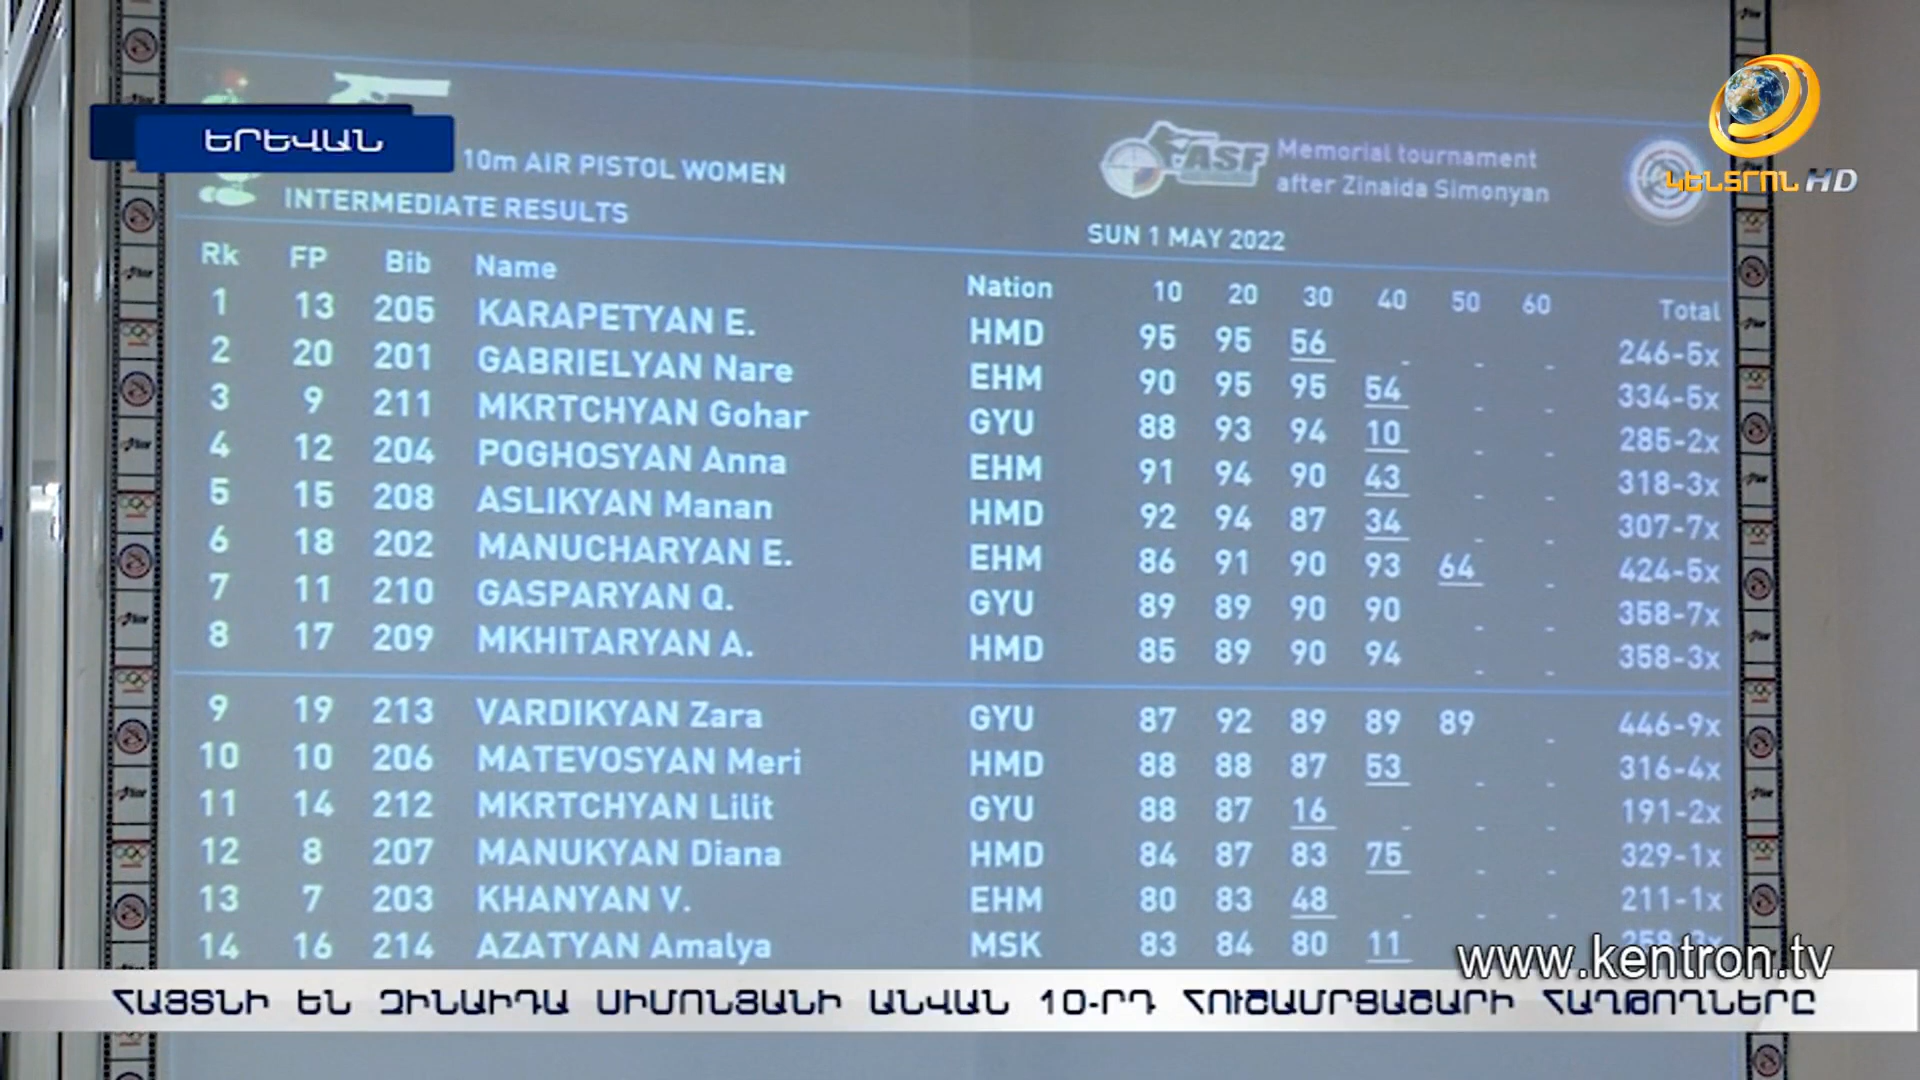 ԵՐԵՎԱՆ
ԿԵՆՏՐՈՆ HD
10m AIR PISTOL WOMEN
INTERMEDIATE RESULTS
ASF
Memorial tournament
after Zinaida Simonyan
SUN 1 MAY 2022
Rk FP Bib Name Nation 10 20 30 40 50 60 Total
1 13 205 KARAPETYAN E. HMD 95 95 56 - - - 246-5x
2 20 201 GABRIELYAN Nare EHM 90 95 95 54 - - 334-5x
3 9 211 MKRTCHYAN Gohar GYU 88 93 94 10 - - 285-2x
4 12 204 POGHOSYAN Anna EHM 91 94 90 43 - - 318-3x
5 15 208 ASLIKYAN Manan HMD 92 94 87 34 - - 307-7x
6 18 202 MANUCHARYAN E. EHM 86 91 90 93 64 - 424-5x
7 11 210 GASPARYAN Q. GYU 89 89 90 90 - - 358-7x
8 17 209 MKHITARYAN A. HMD 85 89 90 94 - - 358-3x
9 19 213 VARDIKYAN Zara GYU 87 92 89 89 89 - 446-9x
10 10 206 MATEVOSYAN Meri HMD 88 88 87 53 - - 316-4x
11 14 212 MKRTCHYAN Lilit GYU 88 87 16 - - - 191-2x
12 8 207 MANUKYAN Diana HMD 84 87 83 75 - - 329-1x
13 7 203 KHANYAN V. EHM 80 83 48 - - - 211-1x
14 16 214 AZATYAN Amalya MSK 83 84 80 11
www.kentron.tv
ՀԱՅՏՆԻ ԵՆ ԶԻՆԱԻԴԱ ՍԻՄՈՆՅԱՆԻ ԱՆՎԱՆ 10-ՐԴ ՀՈՒՇԱՄՐՑԱՇԱՐԻ ՀԱՂԹՈՂՆԵՐԸ